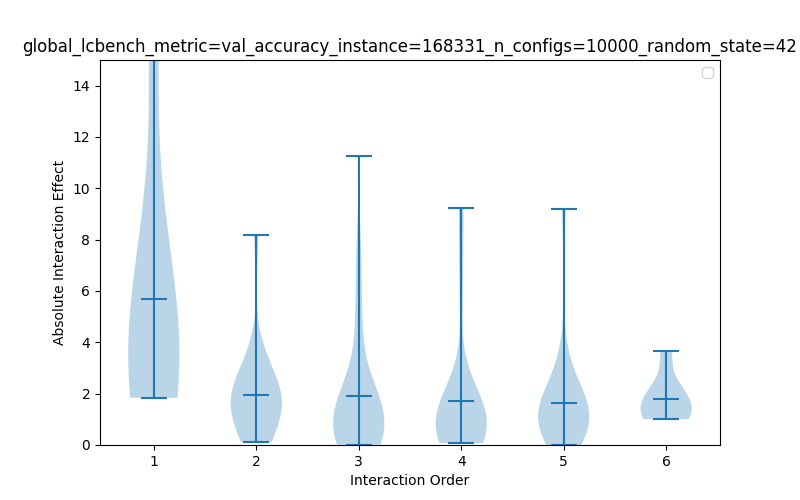 global_lcbench_metric=val_accuracy_instance=168331_n_configs=10000_random_state=42
14
12
10
8
6
4
2
0
Absolute Interaction Effect
1 2 3 4 5 6
Interaction Order